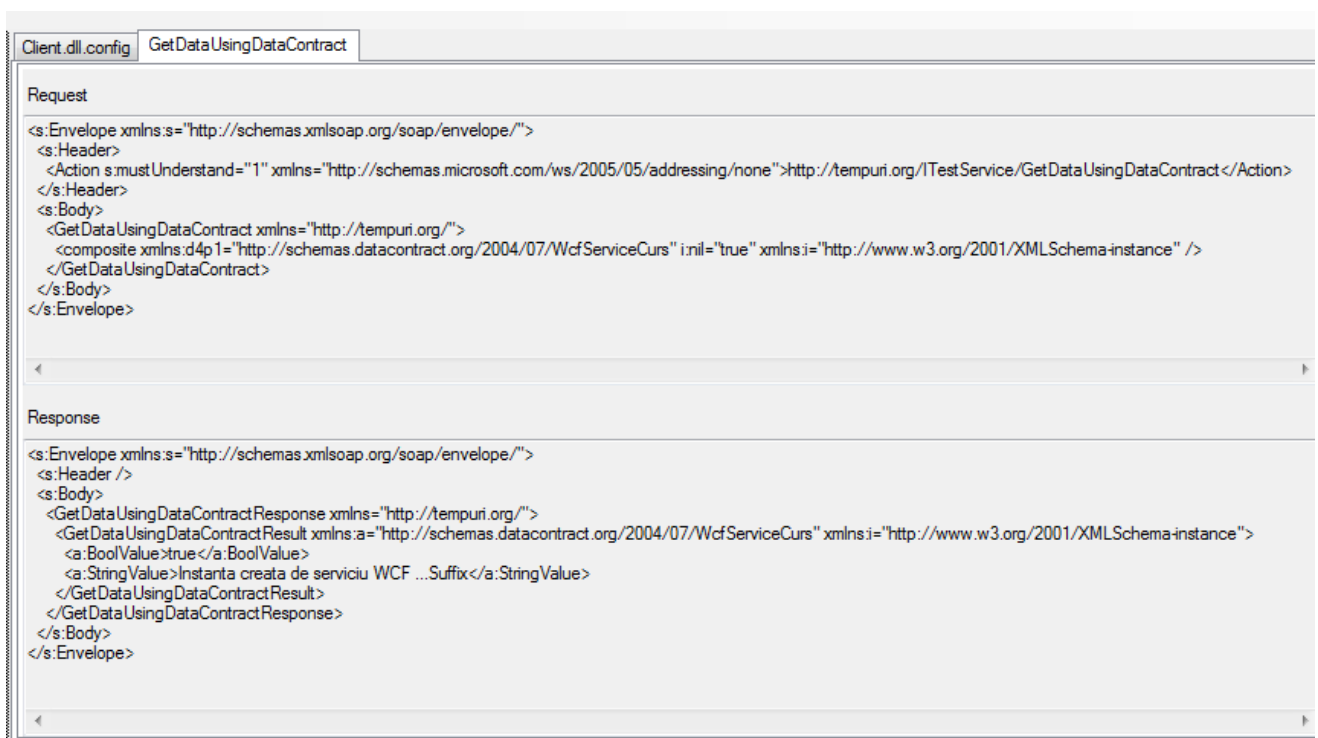 Client.dll.config GetDataUsingDataContract
Request
<s:Envelope xmlns:s="http://schemas.xmlsoap.org/soap/envelope/">
<s:Header>
<Action s:mustUnderstand="1" xmlns="http://schemas.microsoft.com/ws/2005/05/addressing/none">http://tempuri.org/ITestService/GetDataUsingDataContract</Action>
</s:Header>
<s:Body>
<GetDataUsingDataContract xmlns="http://tempuri.org/">
<composite xmlns:d4p1="http://schemas.datacontract.org/2004/07/WcfServiceCurs" i:nil="true" xmlns:i="http://www.w3.org/2001/XMLSchema-instance" />
</GetDataUsingDataContract>
</s:Body>
</s:Envelope>
Response
<s:Envelope xmlns:s="http://schemas.xmlsoap.org/soap/envelope/">
<s:Header />
<s:Body>
<GetDataUsingDataContractResponse xmlns="http://tempuri.org/">
<GetDataUsingDataContractResult xmlns:a="http://schemas.datacontract.org/2004/07/WcfServiceCurs" xmlns:i="http://www.w3.org/2001/XMLSchema-instance">
<a:BoolValue>true</a:BoolValue>
<a:StringValue>Instanta creata de serviciu WCF ...Suffix</a:StringValue>
</GetDataUsingDataContractResult>
</GetDataUsingDataContractResponse>
</s:Body>
</s:Envelope>